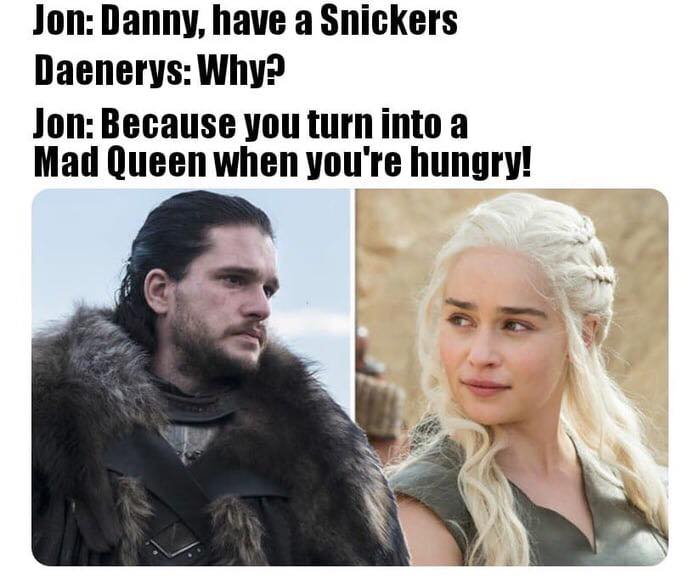 Jon: Danny, have a Snickers
Daenerys: Why?
Jon: Because you turn into a
Mad Queen when you're hungry!